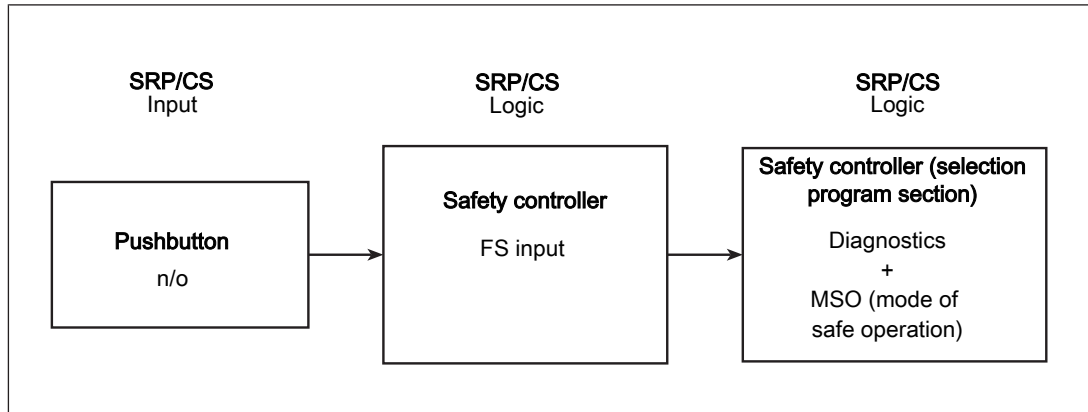 SRP/CS
Input
SRP/CS
Logic
SRP/CS
Logic
Pushbutton
n/o
Safety controller
FS input
Safety controller (selection
program section)
Diagnostics
+
MSO (mode of
safe operation)